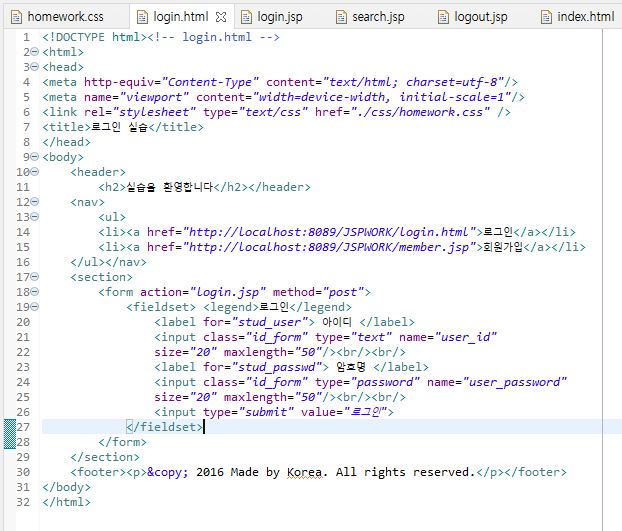 homework.css login.html login.jsp search.jsp logout.jsp index.html
1 <!DOCTYPE html><!-- login.html -->
2 <html>
3 <head>
4 <meta http-equiv="Content-Type" content="text/html; charset=utf-8"/>
5 <meta name="viewport" content="width=device-width, initial-scale=1"/>
6 <link rel="stylesheet" type="text/css" href="./css/homework.css" />
7 <title>로그인 실습</title>
8 </head>
9 <body>
10 <header>
11 <h2>실습을 환영합니다</h2></header>
12 <nav>
13 <ul>
14 <li><a href="http://localhost:8089/JSPWORK/login.html">로그인</a></li>
15 <li><a href="http://localhost:8089/JSPWORK/member.jsp">회원가입</a></li>
16 </ul></nav>
17 <section>
18 <form action="login.jsp" method="post">
19 <fieldset> <legend>로그인</legend>
20 <label for="stud_user"> 아이디 </label>
21 <input class="id_form" type="text" name="user_id"
22 size="20" maxlength="50"/><br/><br/>
23 <label for="stud_passwd"> 암호명 </label>
24 <input class="id_form" type="password" name="user_password"
25 size="20" maxlength="50"/><br/><br/>
26 <input type="submit" value="로그인">
27 </fieldset>
28 </form>
29 </section>
30 <footer><p>&copy; 2016 Made by Korea. All rights reserved.</p></footer>
31 </body>
32 </html>